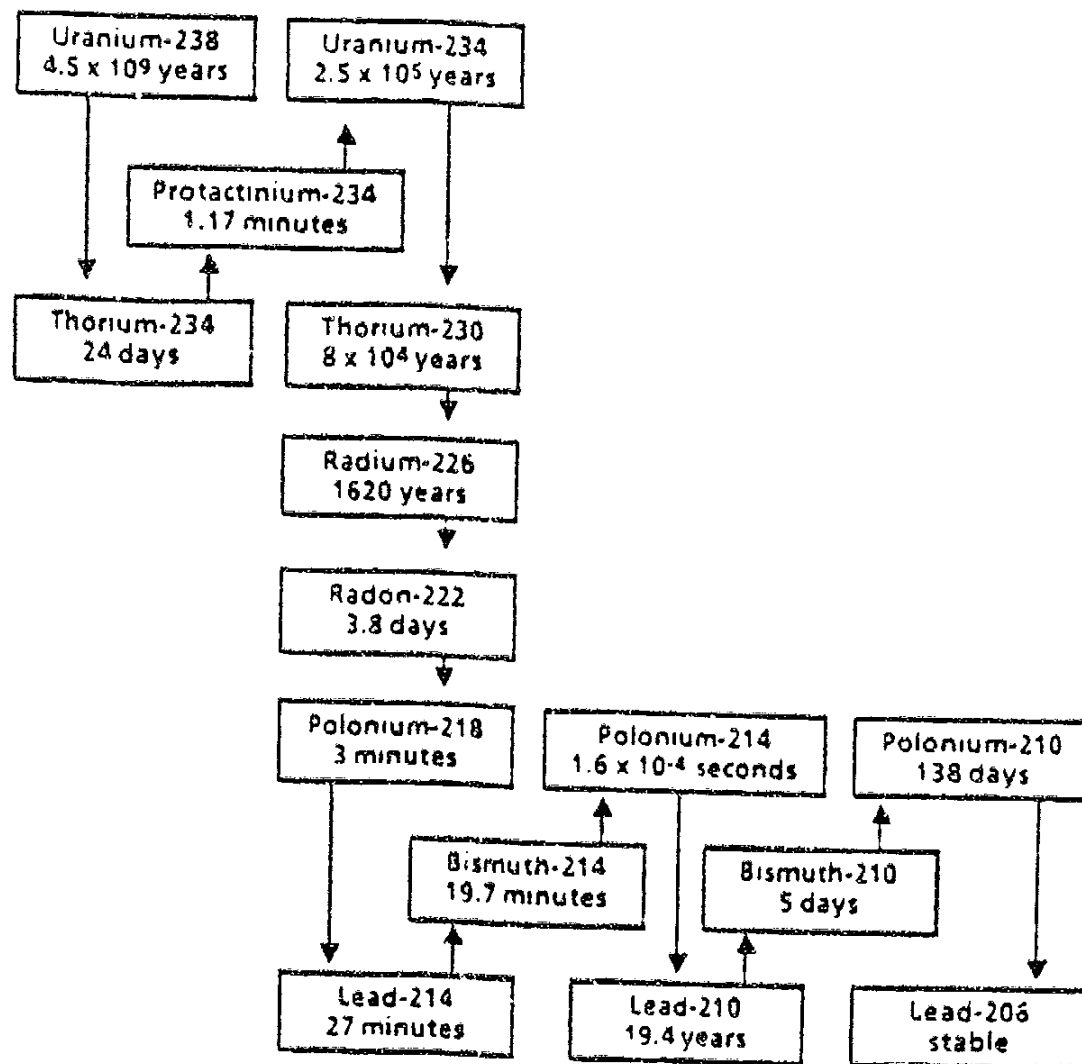 Uranium-238
4.5 x 10⁹ years
Uranium-234
2.5 x 10⁵ years
Protactinium-234
1.17 minutes
Thorium-234
24 days
Thorium-230
8 x 10⁴ years
Radium-226
1620 years
Radon-222
3.8 days
Polonium-218
3 minutes
Polonium-214
1.6 x 10⁻⁴ seconds
Polonium-210
138 days
Bismuth-214
19.7 minutes
Bismuth-210
5 days
Lead-214
27 minutes
Lead-210
19.4 years
Lead-206
stable